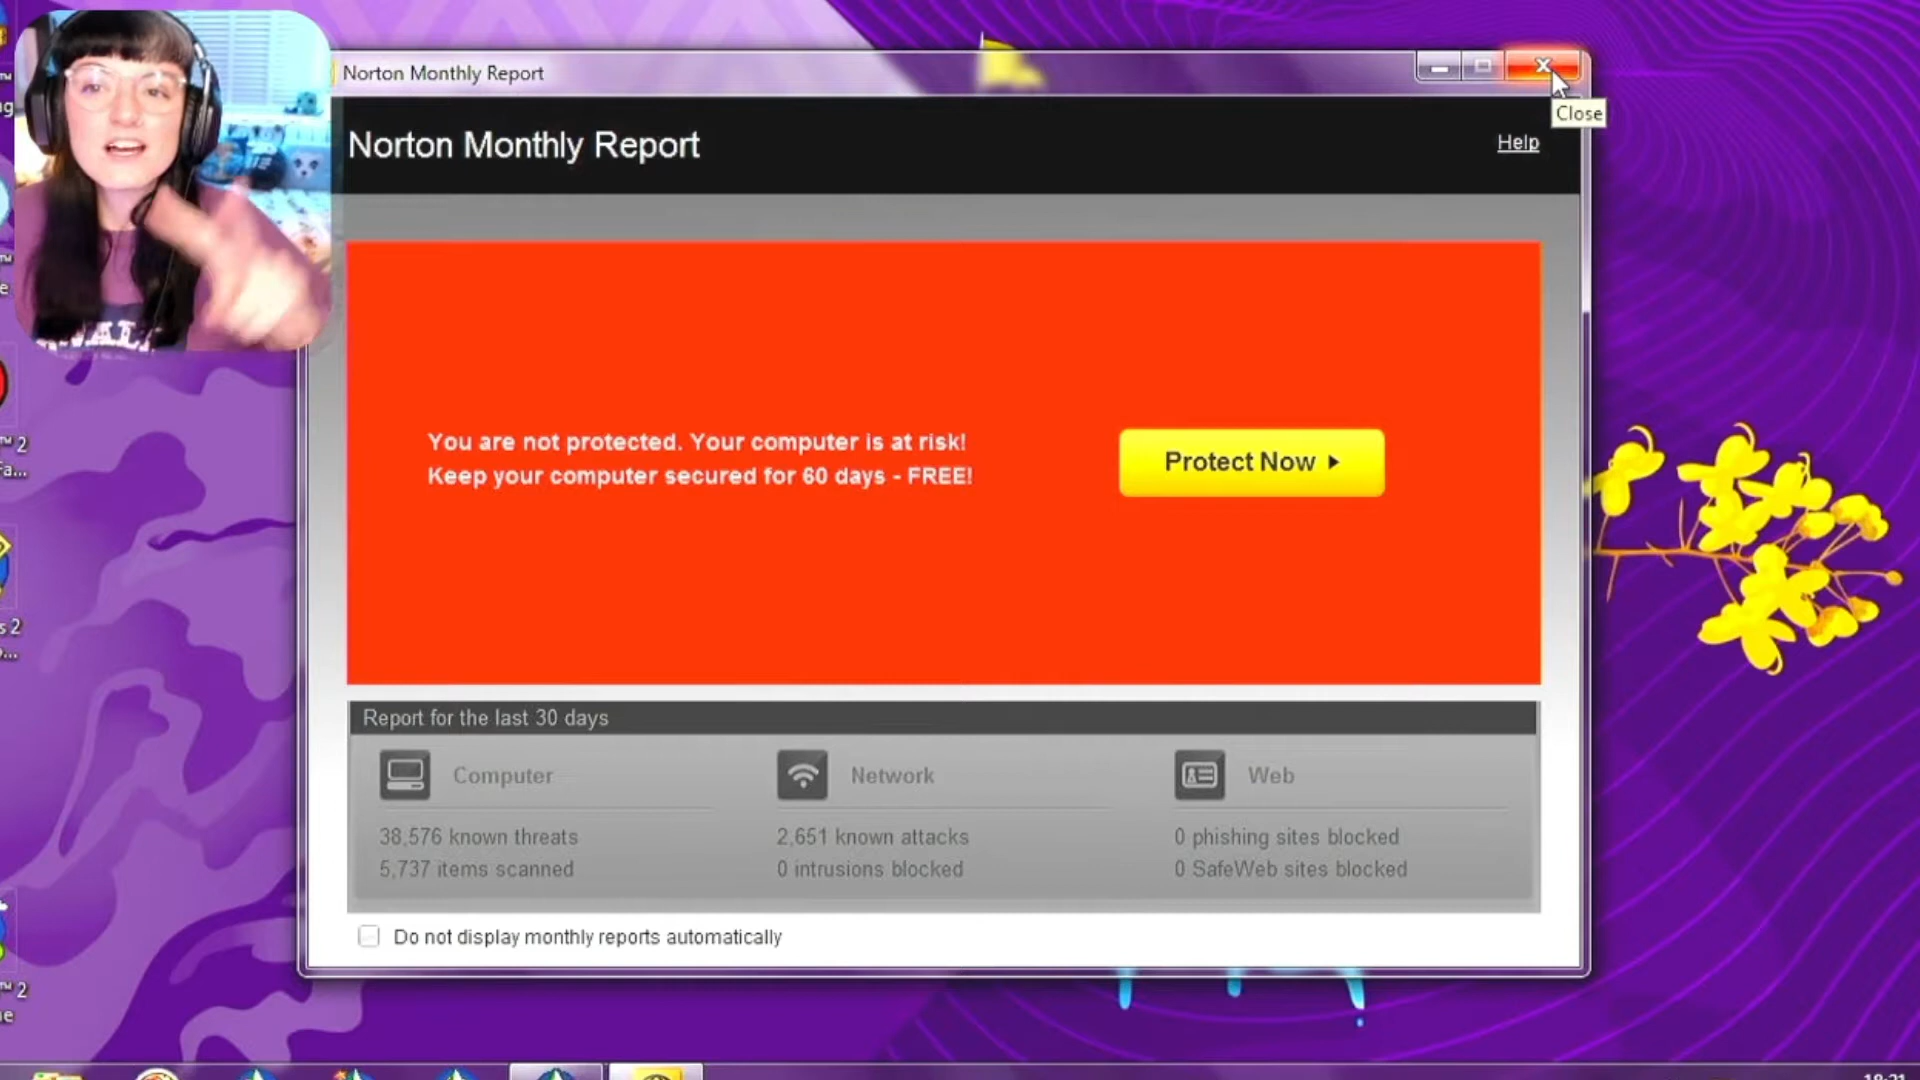 Norton Monthly Report
Close
Norton Monthly Report
Help
You are not protected. Your computer is at risk!
Keep your computer secured for 60 days - FREE!
Protect Now
Report for the last 30 days
Computer
Network
Web
38,576 known threats
2,651 known attacks
0 phishing sites blocked
5,737 items scanned
0 intrusions blocked
0 SafeWeb sites blocked
Do not display monthly reports automatically